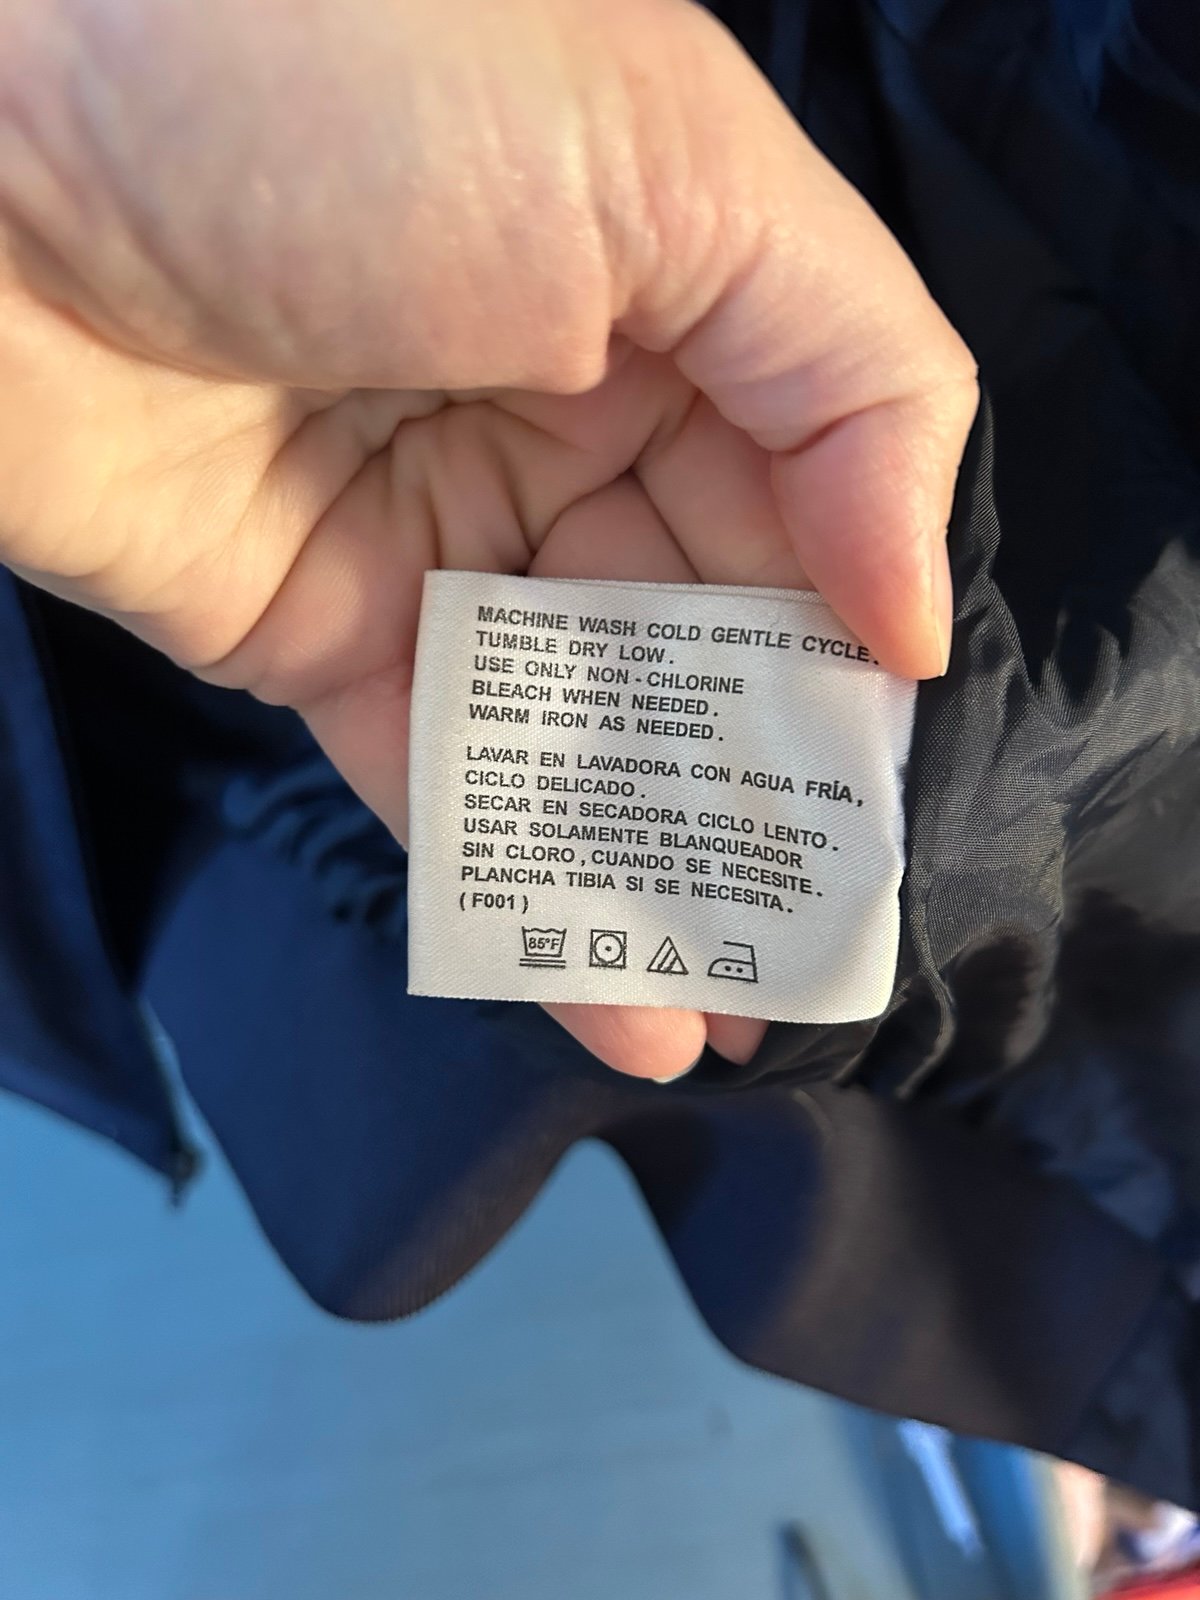 MACHINE WASH COLD GENTLE CYCLE.
TUMBLE DRY LOW.
USE ONLY NON-CHLORINE
BLEACH WHEN NEEDED.
WARM IRON AS NEEDED.
LAVAR EN LAVADORA CON AGUA FRÍA,
CICLO DELICADO.
SECAR EN SECADORA CICLO LENTO.
USAR SOLAMENTE BLANQUEADOR
SIN CLORO, CUANDO SE NECESITE.
PLANCHA TIBIA SI SE NECESITA.
(F001)
85°F